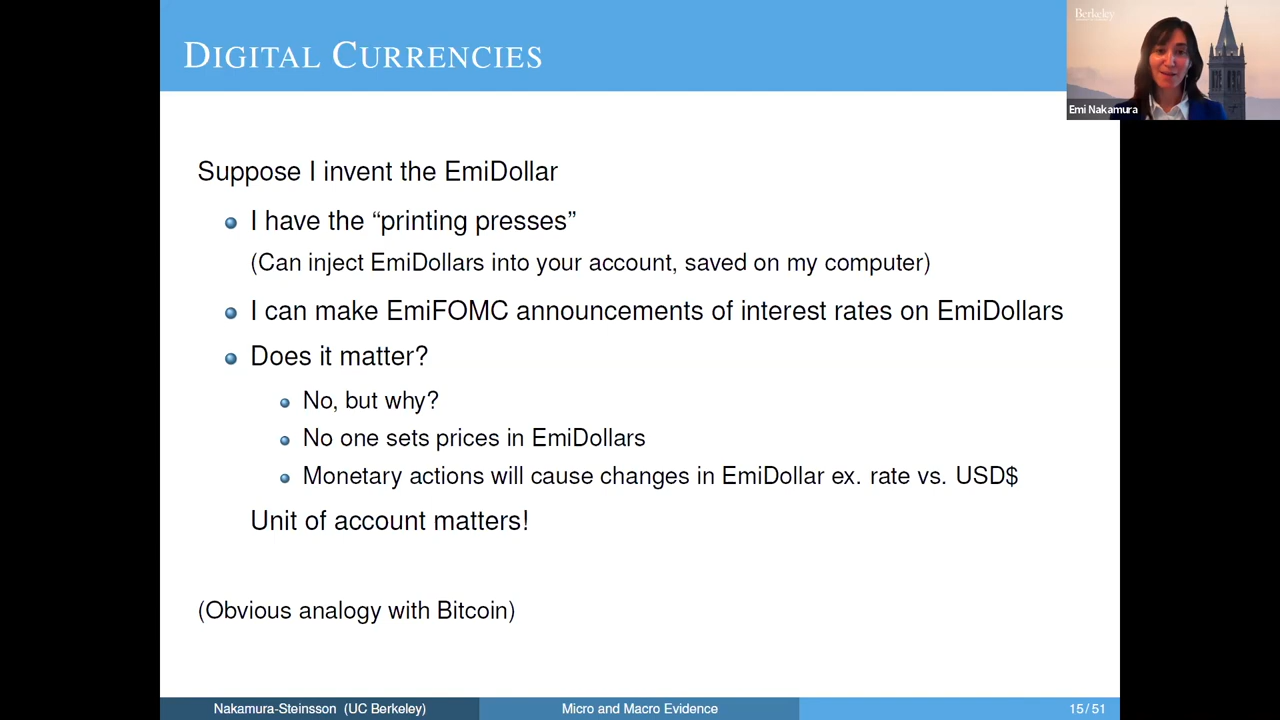 DIGITAL CURRENCIES
Berkeley
Emi Nakamura
Suppose I invent the EmiDollar
I have the “printing presses”
(Can inject EmiDollars into your account, saved on my computer)
I can make EmiFOMC announcements of interest rates on EmiDollars
Does it matter?
No, but why?
No one sets prices in EmiDollars
Monetary actions will cause changes in EmiDollar ex. rate vs. USD$
Unit of account matters!
(Obvious analogy with Bitcoin)
Nakamura-Steinsson (UC Berkeley)
Micro and Macro Evidence
15 / 51